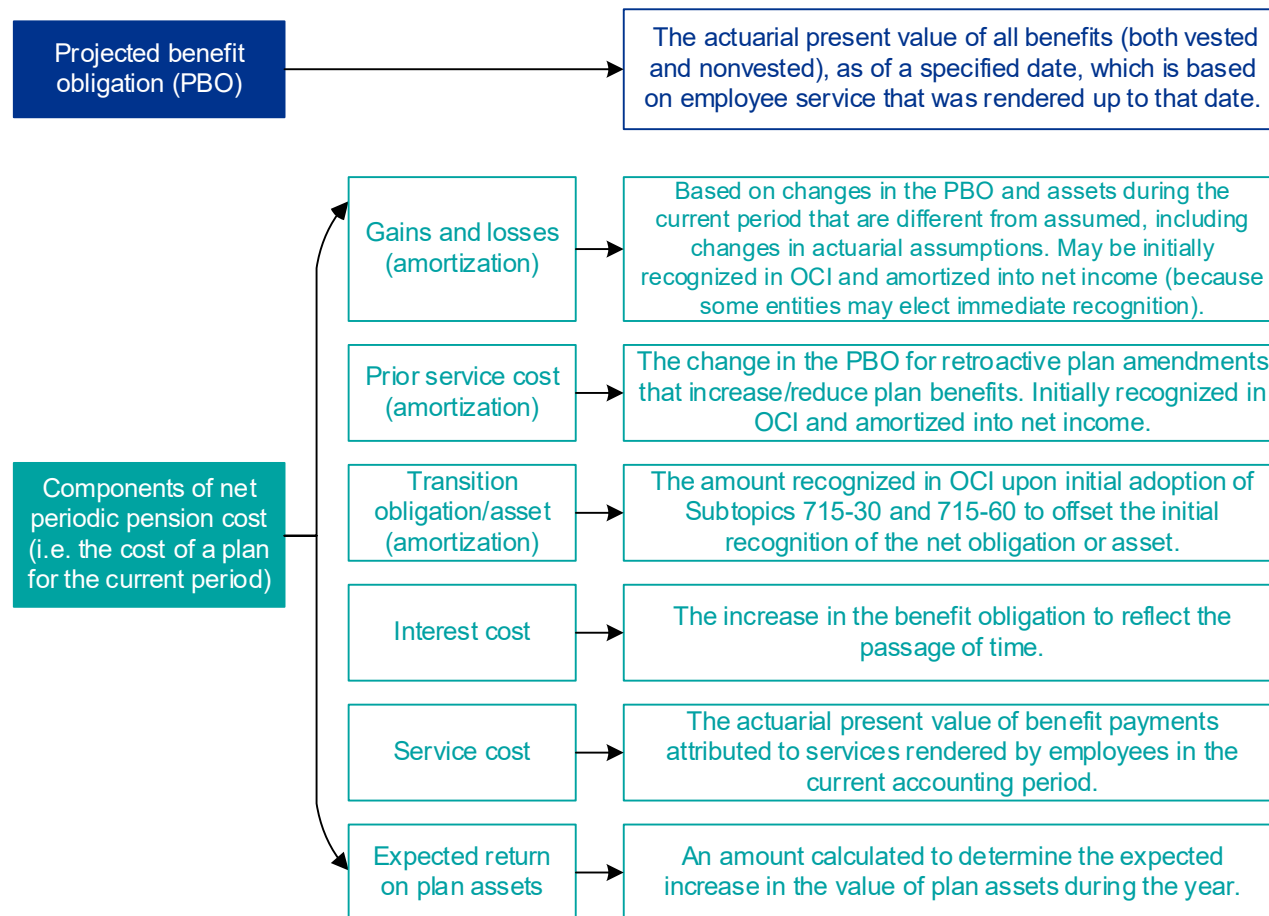 Projected benefit
obligation (PBO)
The actuarial present value of all benefits (both vested
and nonvested), as of a specified date, which is based
on employee service that was rendered up to that date.
Components of net
periodic pension cost
(i.e. the cost of a plan
for the current period)
Gains and losses
(amortization)
Based on changes in the PBO and assets during the
current period that are different from assumed, including
changes in actuarial assumptions. May be initially
recognized in OCI and amortized into net income (because
some entities may elect immediate recognition).
Prior service cost
(amortization)
The change in the PBO for retroactive plan amendments
that increase/reduce plan benefits. Initially recognized in
OCI and amortized into net income.
Transition
obligation/asset
(amortization)
The amount recognized in OCI upon initial adoption of
Subtopics 715-30 and 715-60 to offset the initial
recognition of the net obligation or asset.
Interest cost
The increase in the benefit obligation to reflect the
passage of time.
Service cost
The actuarial present value of benefit payments
attributed to services rendered by employees in the
current accounting period.
Expected return
on plan assets
An amount calculated to determine the expected
increase in the value of plan assets during the year.